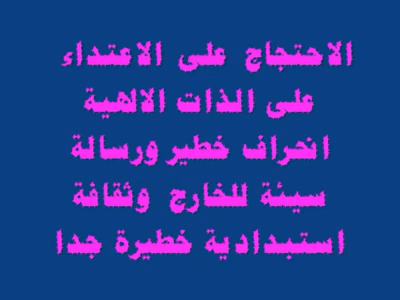 الاحتجاج على الاعتداء
على الذات الالهية
انحراف خطير ورسالة
سيئة للخارج وثقافة
استبدادية خطيرة جدا